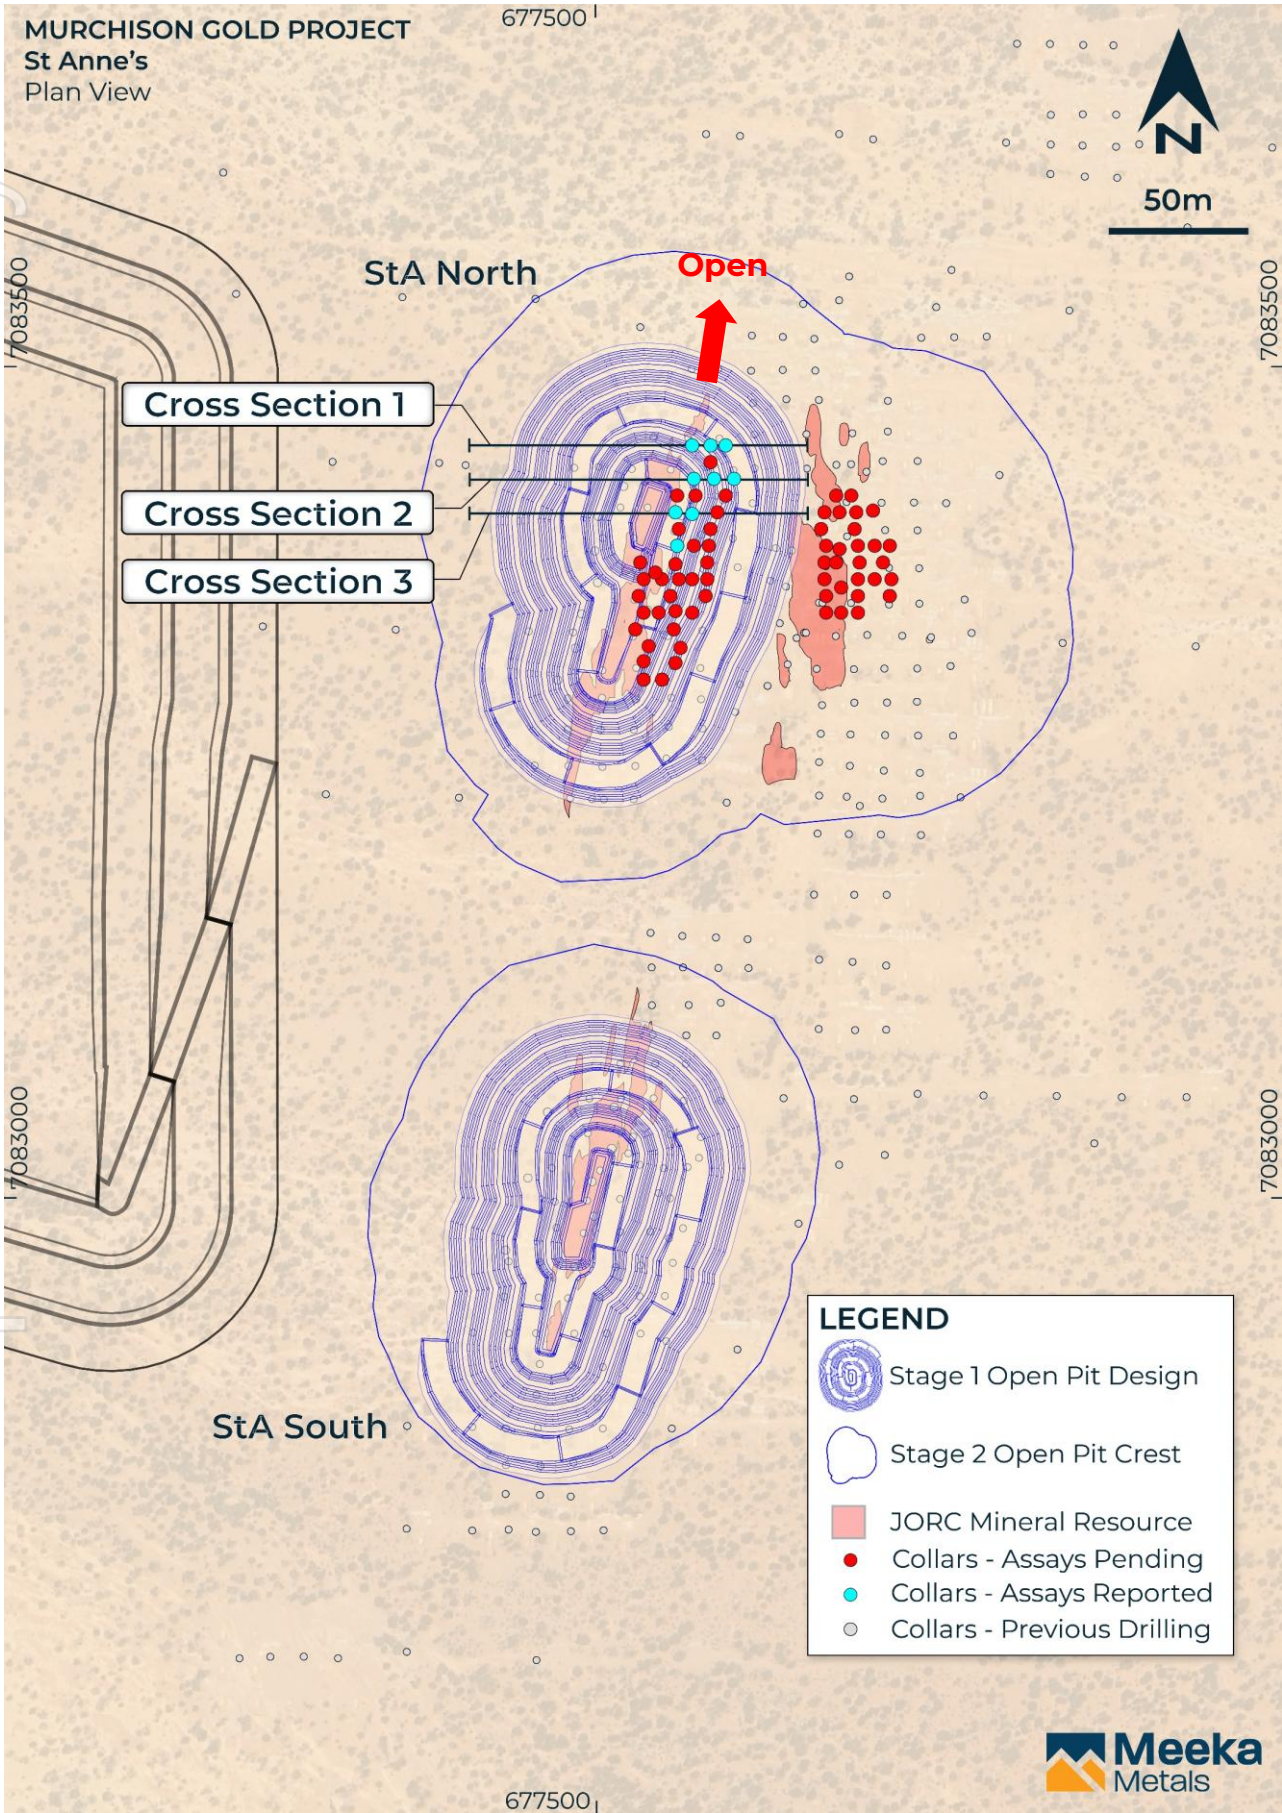 MURCHISON GOLD PROJECT
St Anne's
Plan View
677500
N
50m
7083500
7083500
StA North
Open
Cross Section 1
Cross Section 2
Cross Section 3
7083000
7083000
StA South
LEGEND
Stage 1 Open Pit Design
Stage 2 Open Pit Crest
JORC Mineral Resource
Collars - Assays Pending
Collars - Assays Reported
Collars - Previous Drilling
677500
Meeka
Metals